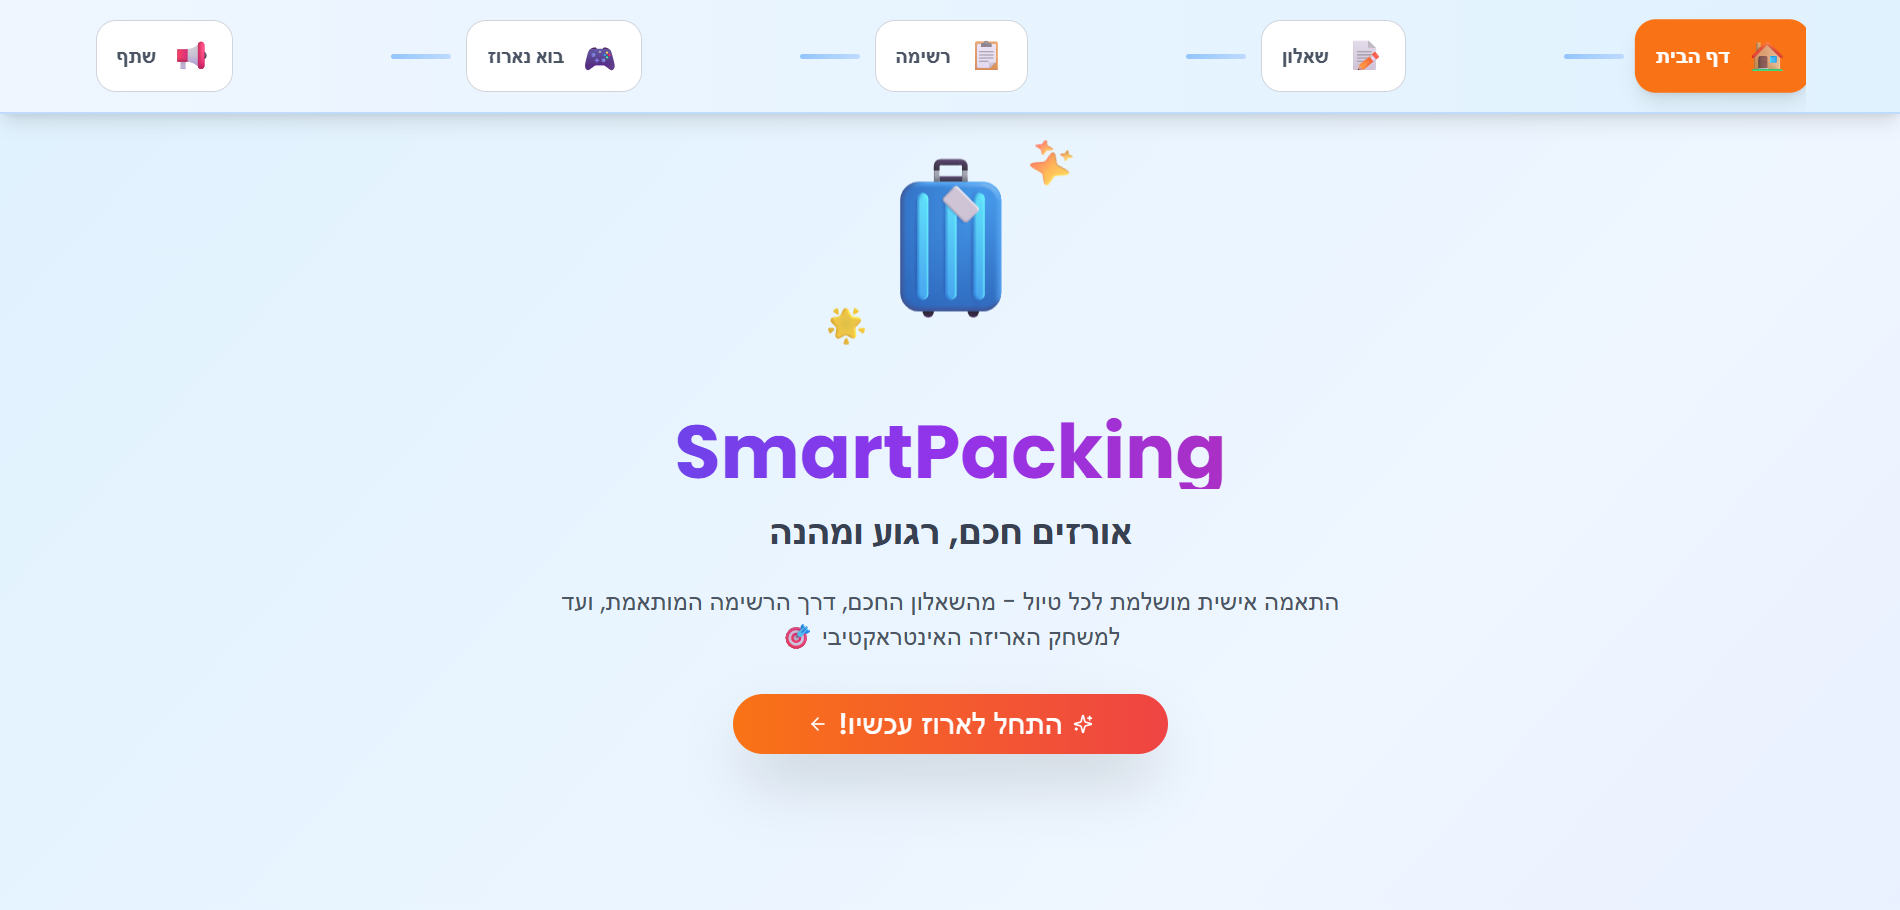 דף הבית
שאלון
רשימה
בוא נארוז
שתף
SmartPacking
אורזים חכם, רגוע ומהנה
התאמה אישית מושלמת לכל טיול – מהשאלון החכם, דרך הרשימה המותאמת, ועד
למשחק האריזה האינטראקטיבי 🎯
התחל לארוז עכשיו!